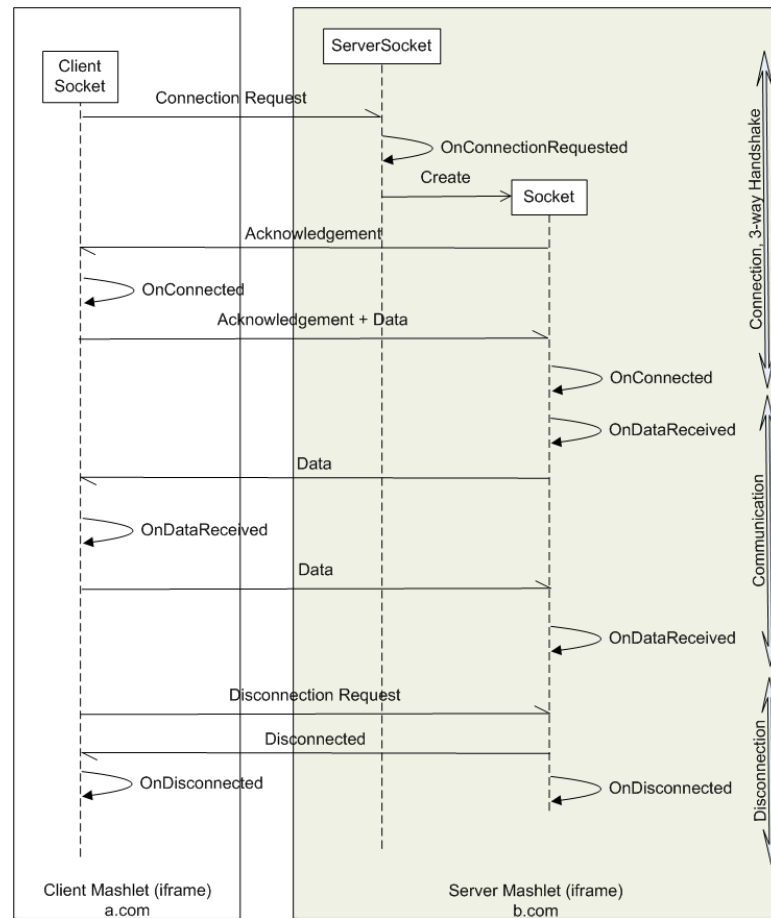 ServerSocket
Client
Socket
Connection Request
OnConnectionRequested
Create
Socket
Acknowledgement
OnConnected
Acknowledgement + Data
OnConnected
OnDataReceived
Data
OnDataReceived
Data
OnDataReceived
Disconnection Request
Disconnected
OnDisconnected
OnDisconnected
Connection, 3-way Handshake
Communication
Disconnection
Client Mashlet (iframe)
a.com
Server Mashlet (iframe)
b.com